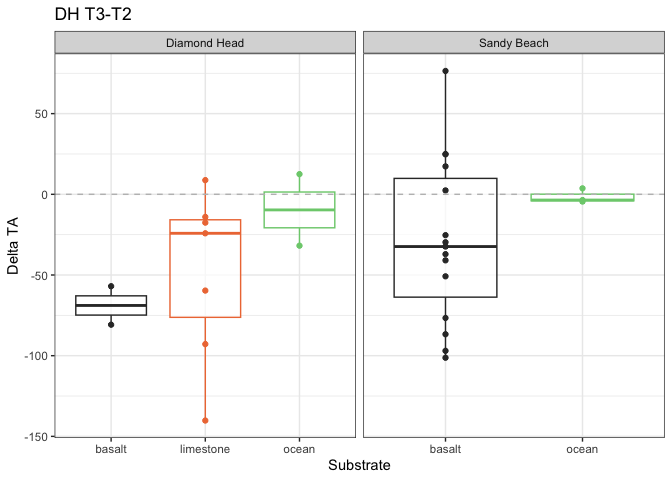 DH T3-T2
Diamond Head
Sandy Beach
50
0
-50
-100
-150
Delta TA
basalt
limestone
ocean
basalt
ocean
Substrate